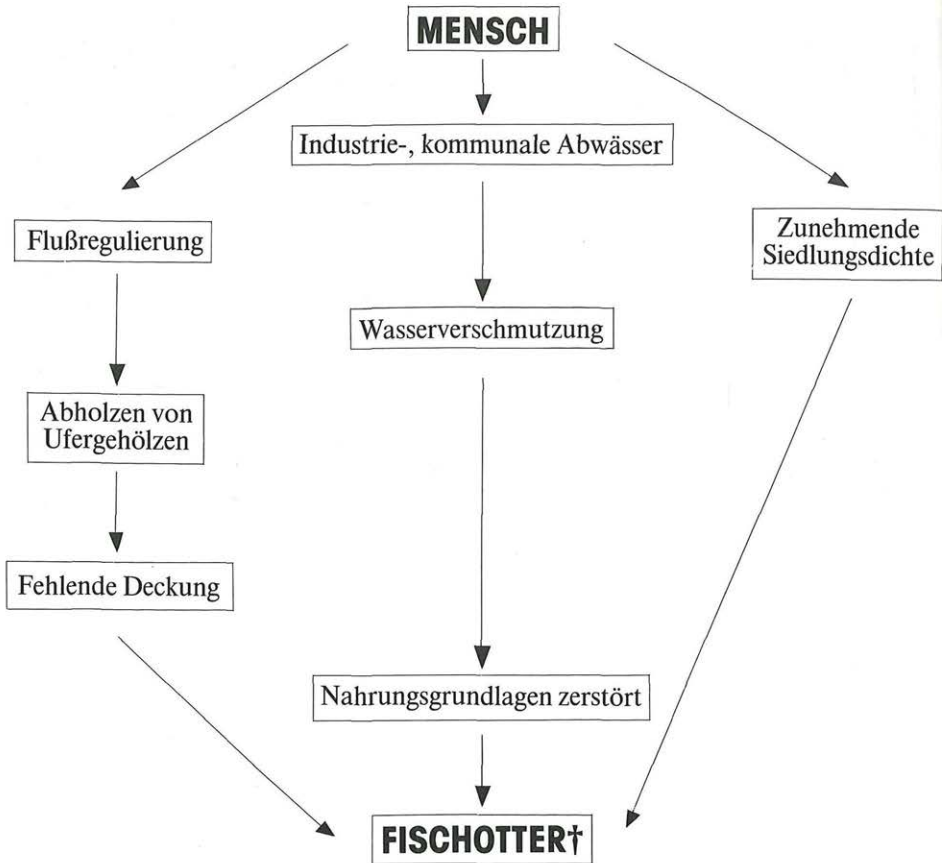 MENSCH
Industrie-, kommunale Abwässer
Flußregulierung
Zunehmende
Siedlungsdichte
Wasserverschmutzung
Abholzen von
Ufergehölzen
Fehlende Deckung
Nahrungsgrundlagen zerstört
FISCHOTTER†